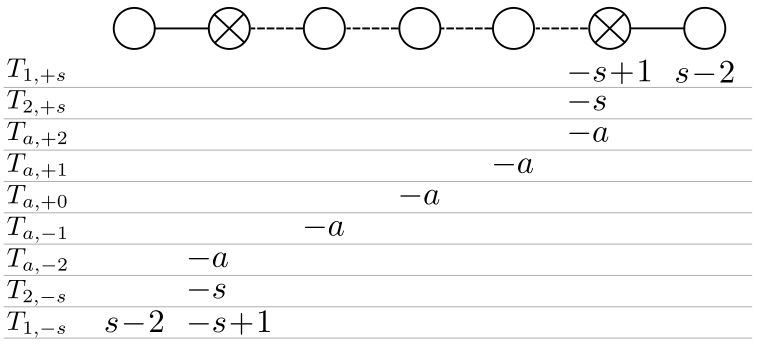 T_{1,+s} −s+1 s−2
T_{2,+s} −s
T_{a,+2} −a
T_{a,+1} −a
T_{a,+0} −a
T_{a,−1} −a
T_{a,−2} −a
T_{2,−s} −s
T_{1,−s} s−2 −s+1